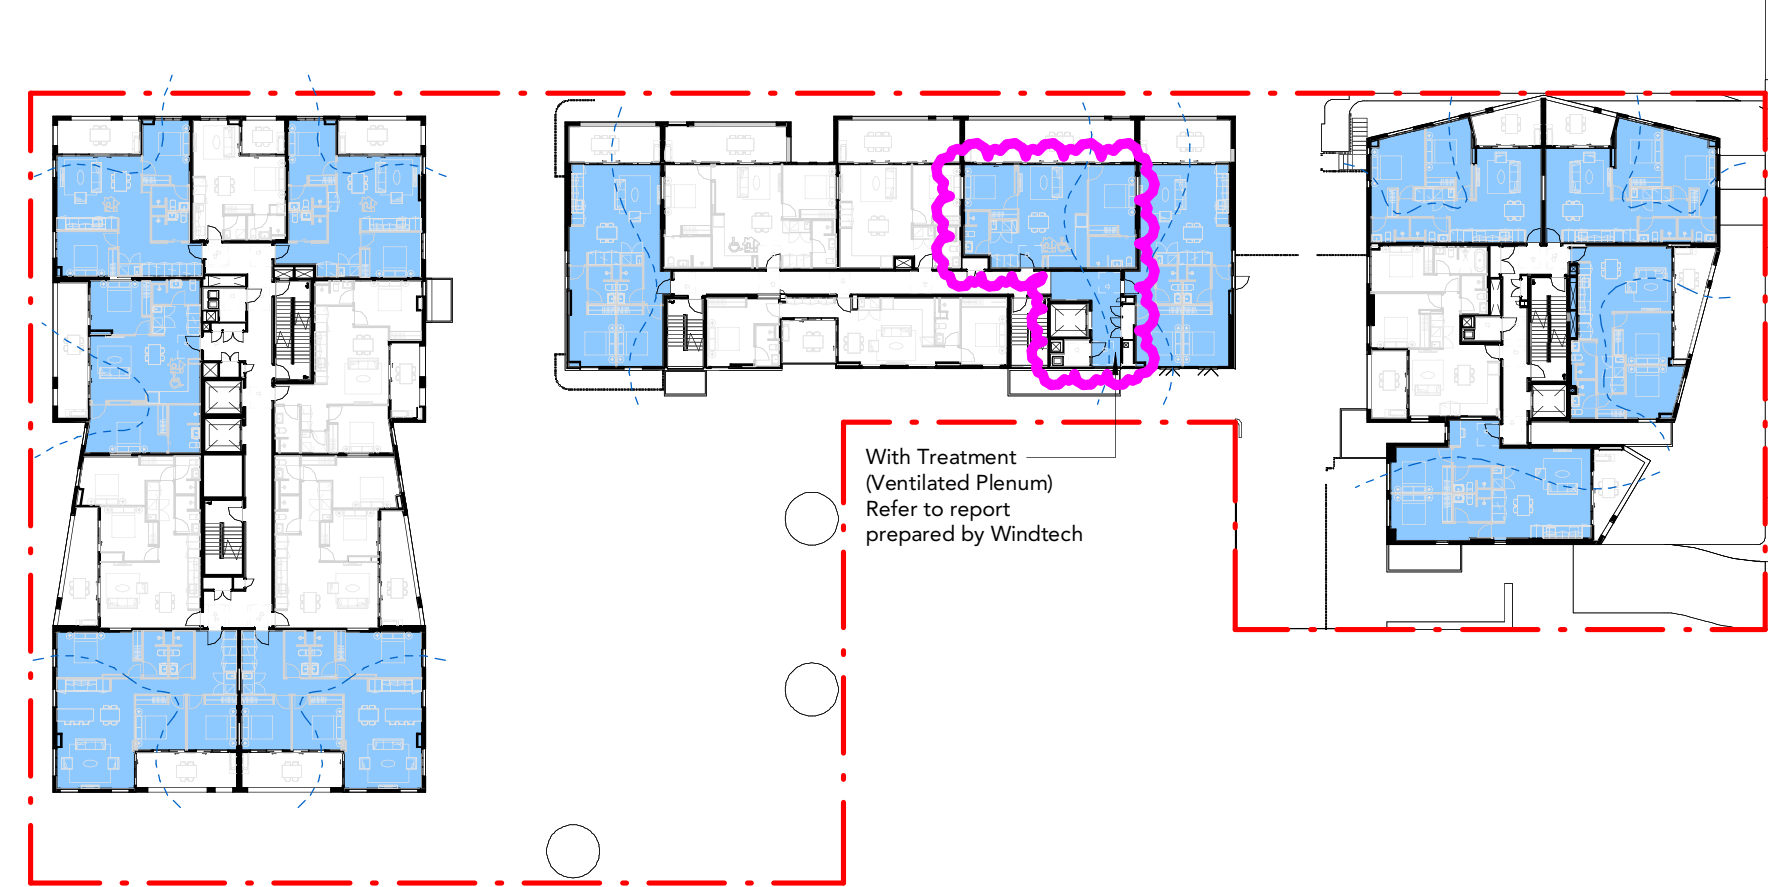 With Treatment
(Ventilated Plenum)
Refer to report
prepared by Windtech